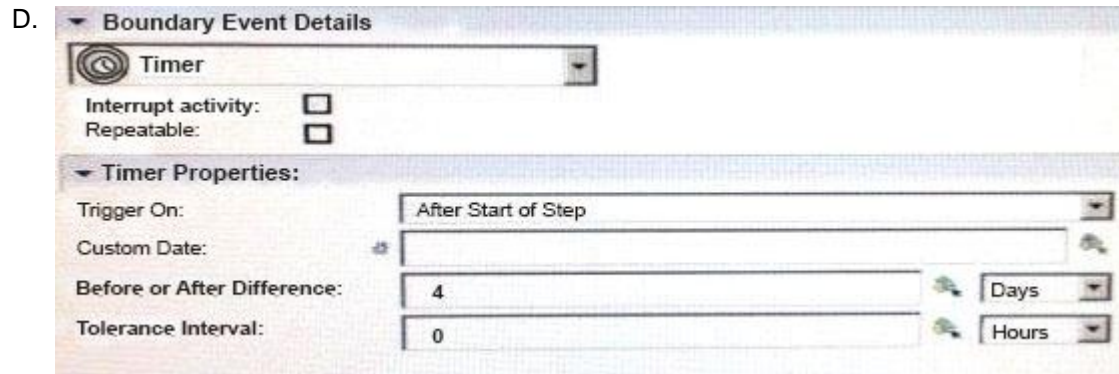 D.
Boundary Event Details
Timer
Interrupt activity:
Repeatable:
Timer Properties:
Trigger On: After Start of Step
Custom Date:
Before or After Difference: 4 Days
Tolerance Interval: 0 Hours